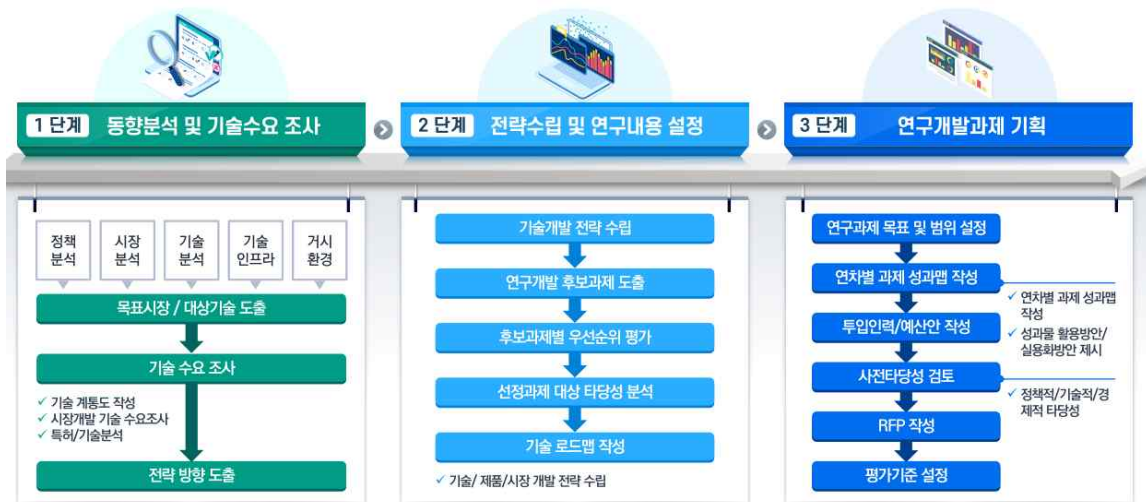 1 단계 동향분석 및 기술수요 조사
정책
분석
시장
분석
기술
분석
기술
인프라
거시
환경
목표시장 / 대상기술 도출
기술 수요 조사
✓ 기술 계통도 작성
✓ 시장개발 기술 수요조사
✓ 특허/기술분석
전략 방향 도출
2 단계 전략수립 및 연구내용 설정
기술개발 전략 수립
연구개발 후보과제 도출
후보과제별 우선순위 평가
선정과제 대상 타당성 분석
기술 로드맵 작성
✓ 기술/ 제품/시장 개발 전략 수립
3 단계 연구개발과제 기획
연구과제 목표 및 범위 설정
연차별 과제 성과맵 작성
✓ 연차별 과제 성과맵
작성
✓ 성과물 활용방안/
실용화방안 제시
투입인력/예산안 작성
사전타당성 검토
✓ 정책적/기술적/경
제적 타당성
RFP 작성
평가기준 설정